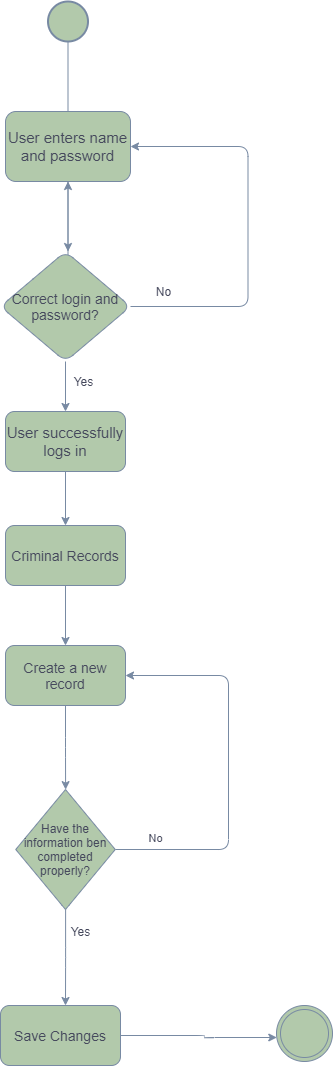 User enters name
and password
Correct login and
password?
No
Yes
User successfully
logs in
Criminal Records
Create a new
record
Have the
information ben
completed
properly?
No
Yes
Save Changes